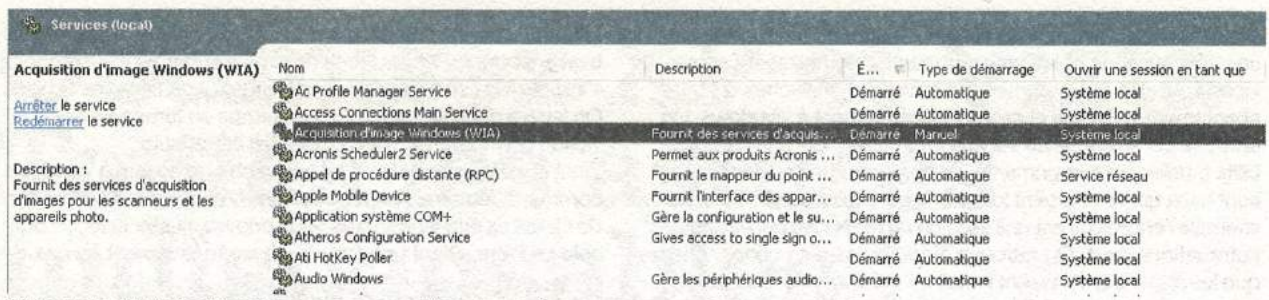 Services (local)
Acquisition d'image Windows (WIA)
Arrêter le service
Redémarrer le service
Description :
Fournit des services d'acquisition
d'images pour les scanneurs et les
appareils photo.
Nom Description É... Type de démarrage Ouvrir une session en tant que
Ac Profile Manager Service Démarré Automatique Système local
Access Connections Main Service Démarré Automatique Système local
Acquisition d'image Windows (WIA) Fournit des services d'acquis... Démarré Manuel Système local
Acronis Scheduler2 Service Permet aux produits Acronis ... Démarré Automatique Système local
Appel de procédure distante (RPC) Fournit le mappeur du point ... Démarré Automatique Service réseau
Apple Mobile Device Fournit l'interface des appar... Démarré Automatique Système local
Application système COM+ Gère la configuration et le su... Démarré Automatique Système local
Atheros Configuration Service Gives access to single sign o... Démarré Automatique Système local
Ati HotKey Poller Démarré Automatique Système local
Audio Windows Gère les périphériques audio... Démarré Automatique Système local